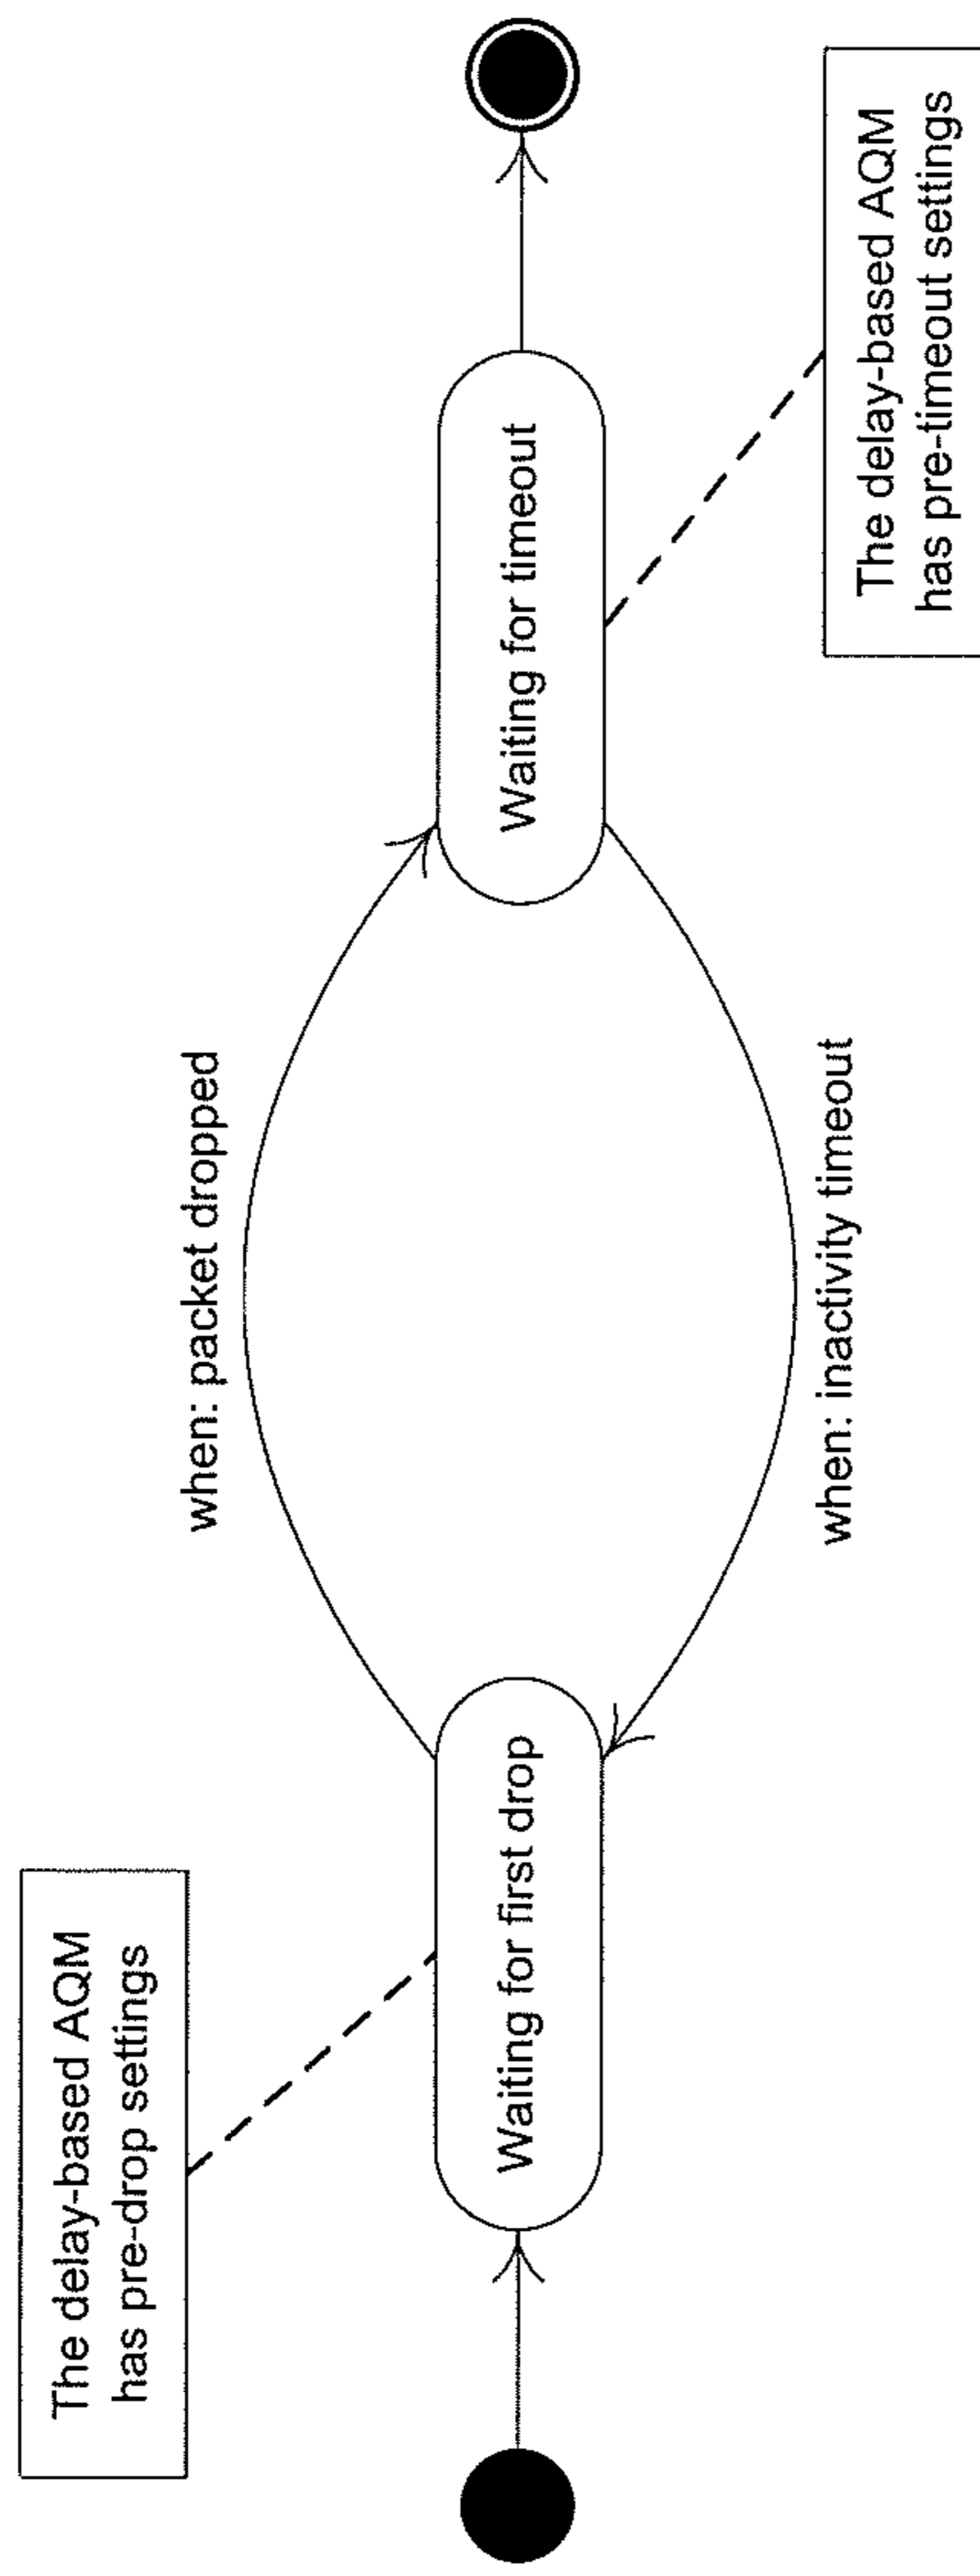 The delay-based AQM
has pre-drop settings
when: packet dropped
Waiting for first drop
Waiting for timeout
when: inactivity timeout
The delay-based AQM
has pre-timeout settings